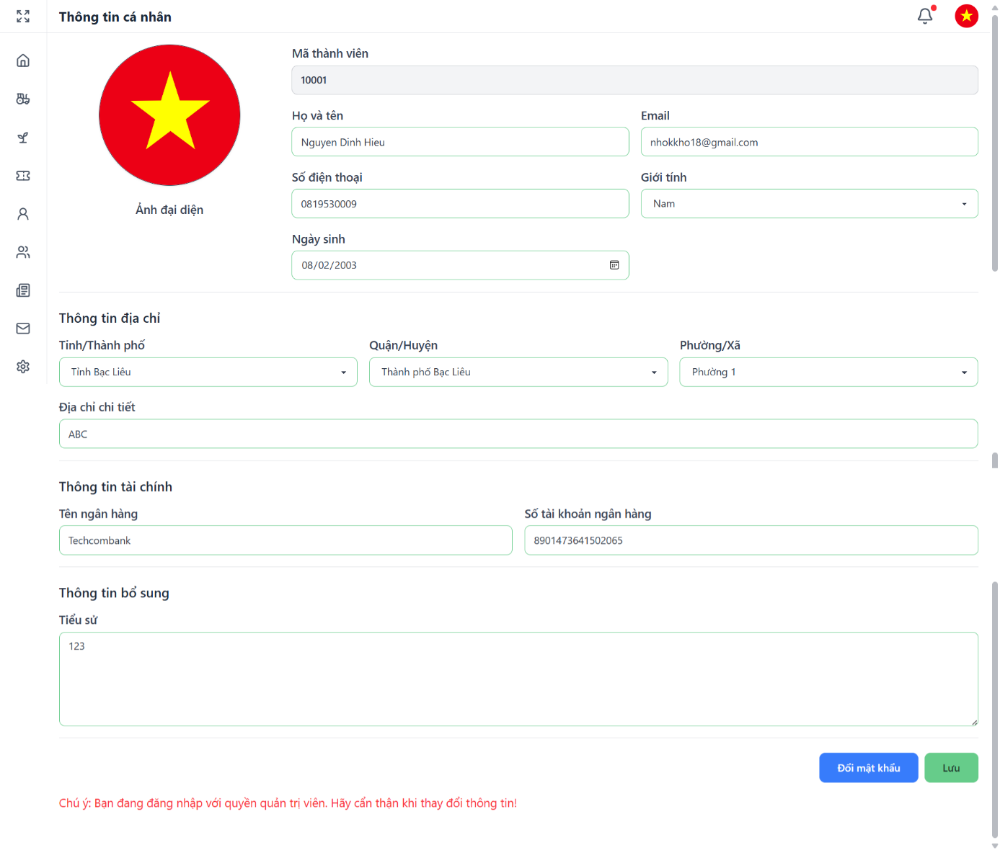 Thông tin cá nhân
Mã thành viên
10001
Họ và tên
Email
Nguyen Dinh Hieu
nhokkho18@gmail.com
Số điện thoại
Giới tính
0819530009
Nam
Ảnh đại diện
Ngày sinh
08/02/2003
Thông tin địa chỉ
Tỉnh/Thành phố
Quận/Huyện
Phường/Xã
Tỉnh Bạc Liêu
Thành phố Bạc Liêu
Phường 1
Địa chỉ chi tiết
ABC
Thông tin tài chính
Tên ngân hàng
Số tài khoản ngân hàng
Techcombank
8901473641502065
Thông tin bổ sung
Tiểu sử
123
Đổi mật khẩu
Lưu
Chú ý: Bạn đang đăng nhập với quyền quản trị viên. Hãy cẩn thận khi thay đổi thông tin!